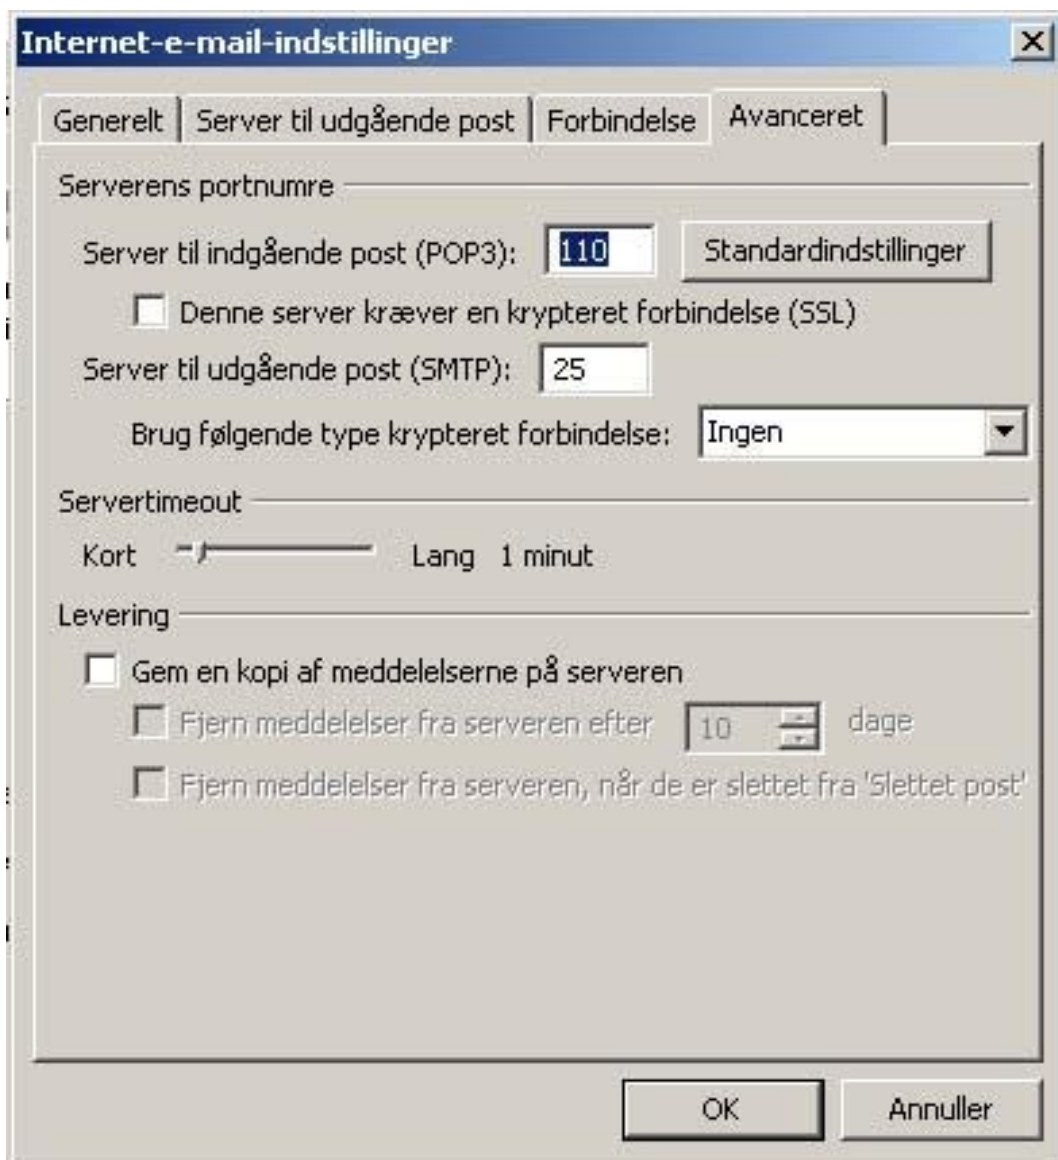 Internet-e-mail-indstillinger
Generelt Server til udgående post Forbindelse Avanceret
Serverens portnumre
Server til indgående post (POP3): 110 Standardindstillinger
Denne server kræver en krypteret forbindelse (SSL)
Server til udgående post (SMTP): 25
Brug følgende type krypteret forbindelse: Ingen
Servertimeout
Kort Lang 1 minut
Levering
Gem en kopi af meddelelserne på serveren
Fjern meddelelser fra serveren efter 10 dage
Fjern meddelelser fra serveren, når de er slettet fra 'Slettet post'
OK Annuller